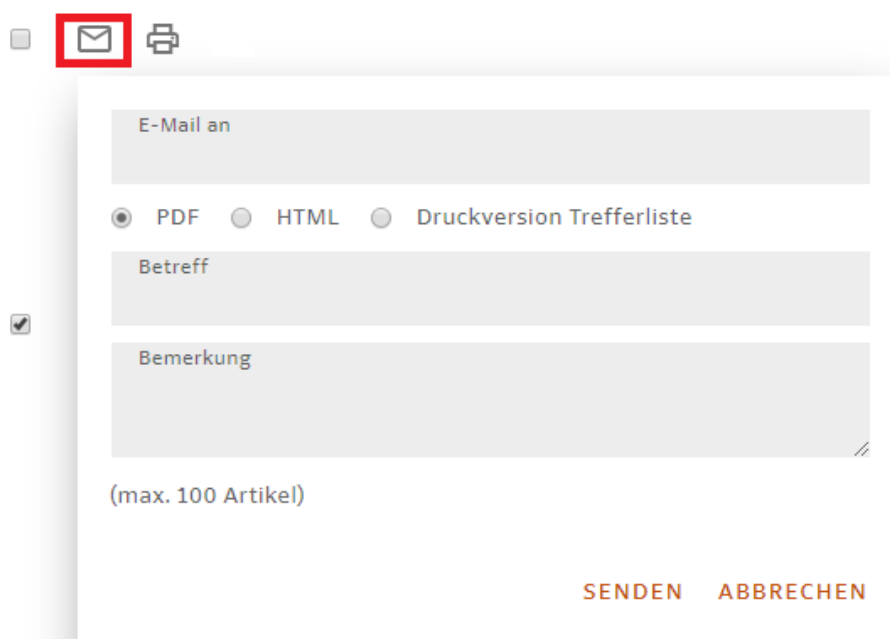 E-Mail an
PDF HTML Druckversion Trefferliste
Betreff
Bemerkung
(max. 100 Artikel)
SENDEN ABBRECHEN